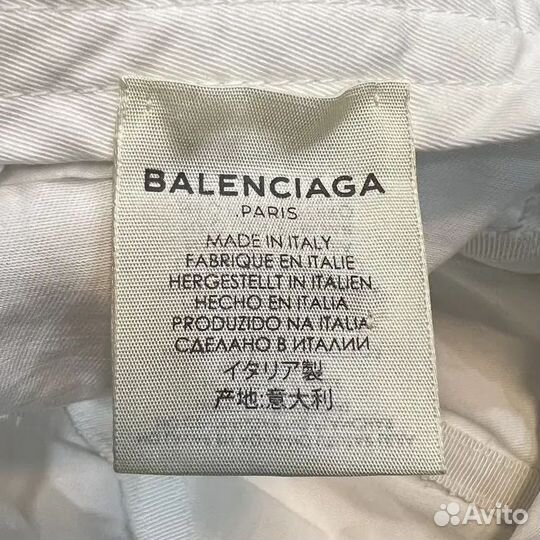 BALENCIAGA
PARIS
MADE IN ITALY
FABRIQUE EN ITALIE
HERGESTELLT IN ITALIEN
HECHO EN ITALIA
PRODUZIDO NA ITALIA
СДЕЛАНО В ИТАЛИИ
イタリア製
产地:意大利
Avito